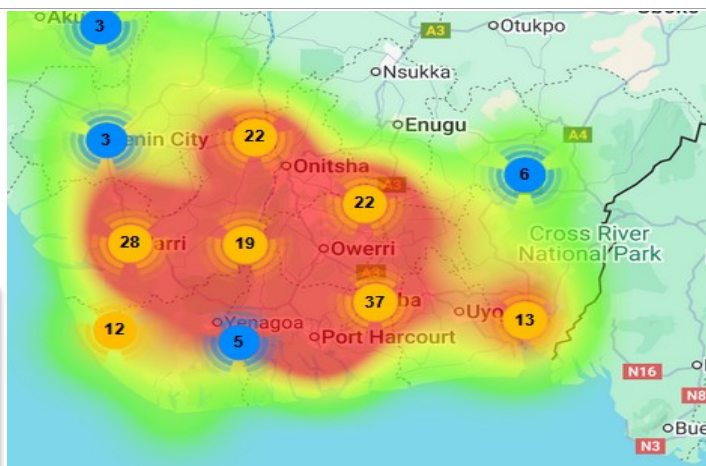 Aku
3
A3
Otukpo
Nsukka
Enugu
A4
3
enin City
22
Onitsha
6
A3
22
28
arri
19
Owerri
Cross River
National Park
A3
37
ba
12
Yenagoa
5
Port Harcourt
Uyo
13
N16
N8
Bue
N3